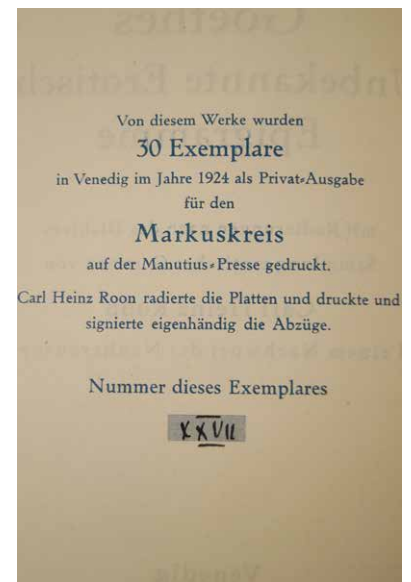 Von diesem Werke wurden
30 Exemplare
in Venedig im Jahre 1924 als Privat-Ausgabe
für den
Markuskreis
auf der Manutius-Presse gedruckt.
Carl Heinz Roon radierte die Platten und druckte und
signierte eigenhändig die Abzüge.
Nummer dieses Exemplares
XXVII